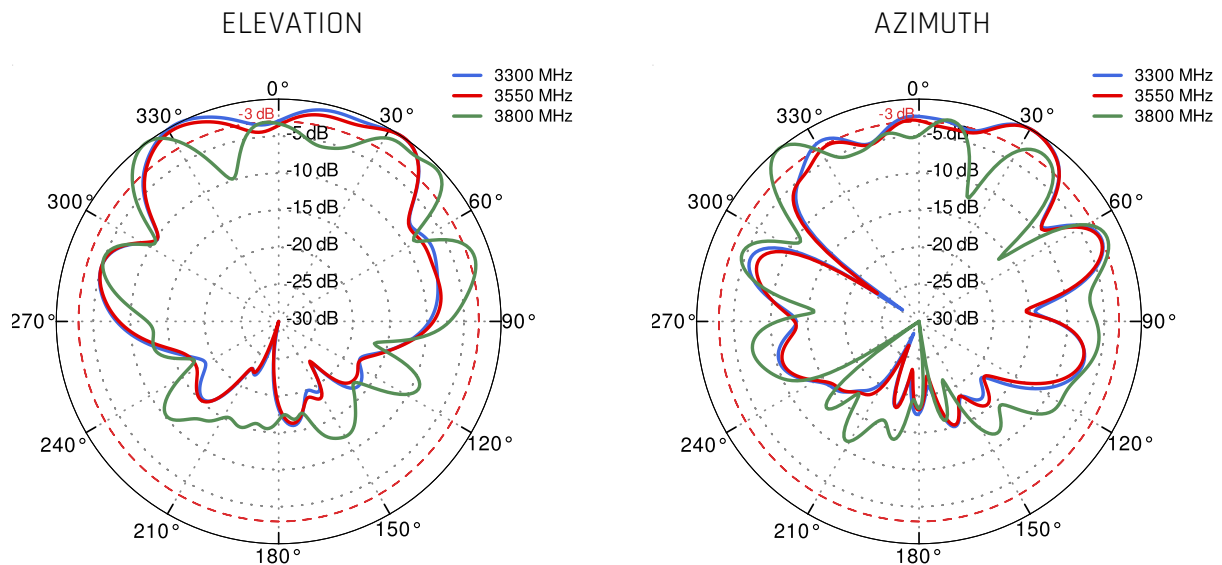 ELEVATION
3300 MHz
3550 MHz
3800 MHz
0°
330°
-3 dB
30°
-5 dB
-10 dB
300°
-15 dB
60°
-20 dB
-25 dB
270°
-30 dB
90°
240°
120°
210°
150°
180°
AZIMUTH
3300 MHz
3550 MHz
3800 MHz
0°
330°
-3 dB
30°
-5 dB
-10 dB
300°
-15 dB
60°
-20 dB
-25 dB
270°
-30 dB
90°
240°
120°
210°
150°
180°